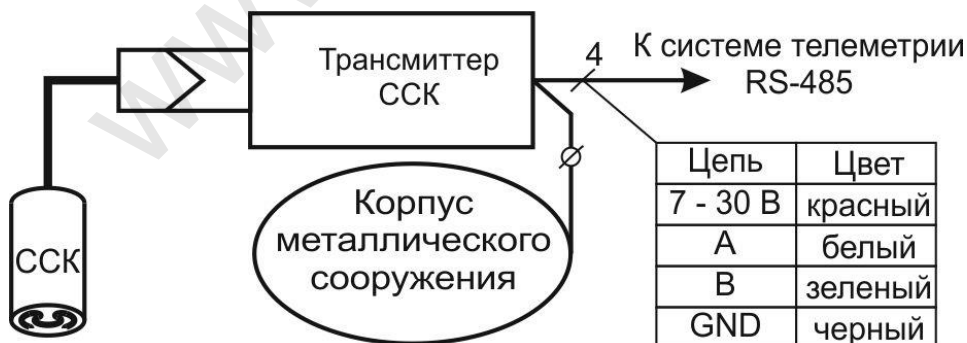 Трансмиттер
ССК
4
К системе телеметрии
RS-485
ССК
Корпус
металлического
сооружения
Цепь Цвет
7 - 30 В красный
А белый
В зеленый
GND черный